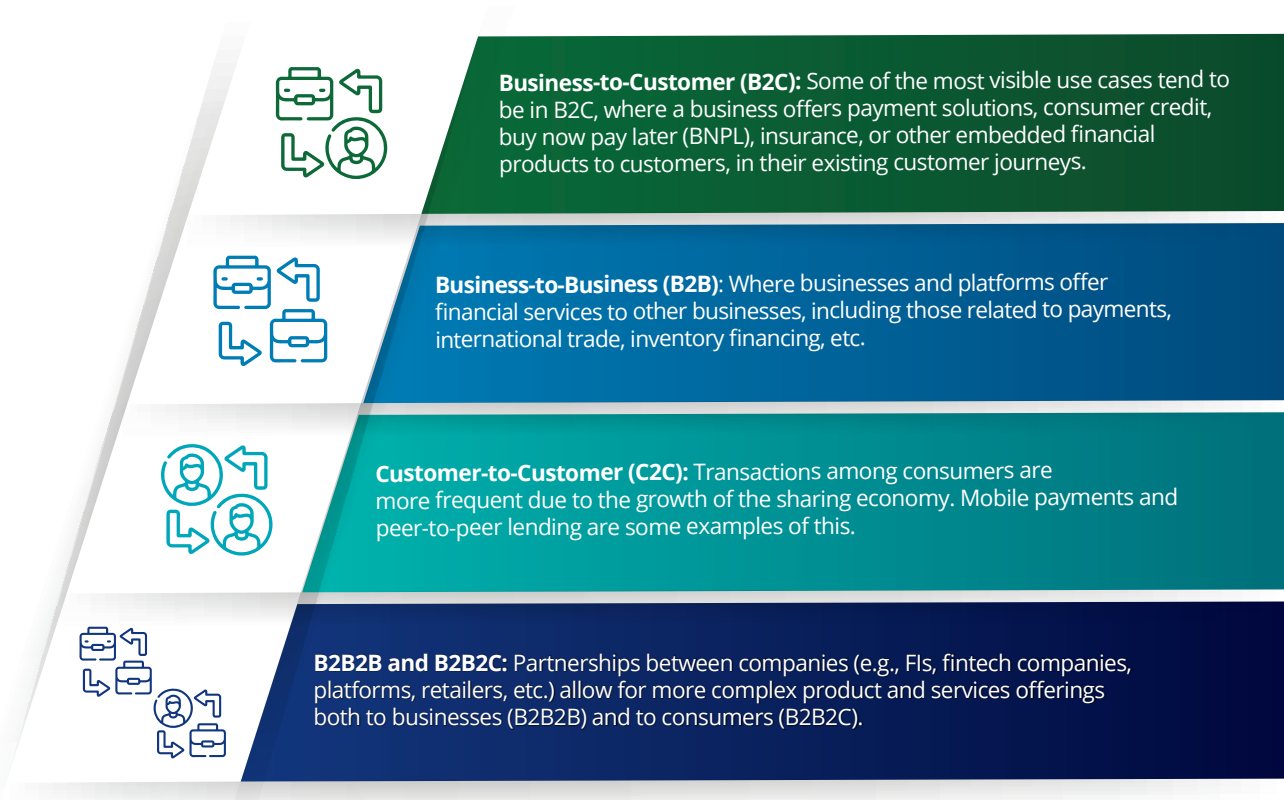 Business-to-Customer (B2C): Some of the most visible use cases tend to
be in B2C, where a business offers payment solutions, consumer credit,
buy now pay later (BNPL), insurance, or other embedded financial
products to customers, in their existing customer journeys.
Business-to-Business (B2B): Where businesses and platforms offer
financial services to other businesses, including those related to payments,
international trade, inventory financing, etc.
Customer-to-Customer (C2C): Transactions among consumers are
more frequent due to the growth of the sharing economy. Mobile payments and
peer-to-peer lending are some examples of this.
B2B2B and B2B2C: Partnerships between companies (e.g., FIs, fintech companies,
platforms, retailers, etc.) allow for more complex product and services offerings
both to businesses (B2B2B) and to consumers (B2B2C).